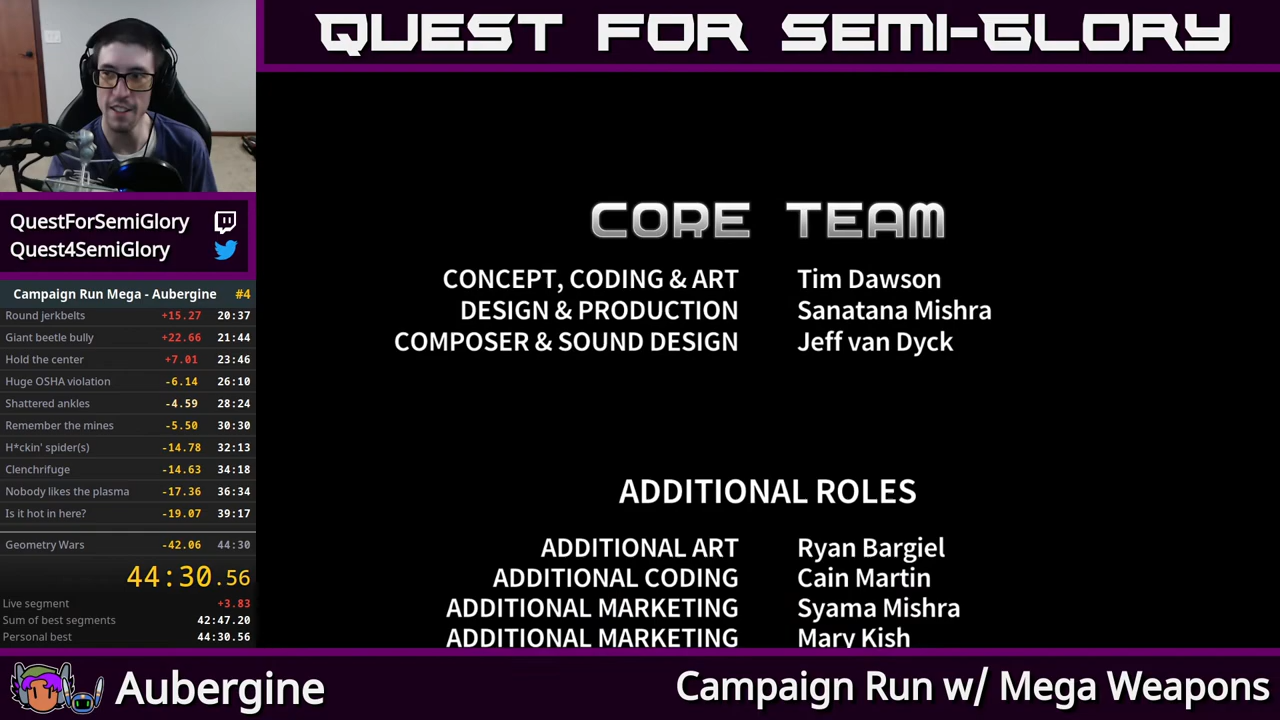 QUEST FOR SEMI-GLORY
QuestForSemiGlory
Quest4SemiGlory
Campaign Run Mega - Aubergine #4
Round jerkbelts +15.27 20:37
Giant beetle bully +22.66 21:44
Hold the center +7.01 23:46
Huge OSHA violation -6.14 26:10
Shattered ankles -4.59 28:24
Remember the mines -5.50 30:30
H*ckin' spider(s) -14.78 32:13
Clenchrifuge -14.63 34:18
Nobody likes the plasma -17.36 36:34
Is it hot in here? -19.07 39:17
Geometry Wars -42.06 44:30
44:30.56
Live segment +3.83
Sum of best segments 42:47.20
Personal best 44:30.56
CORE TEAM
CONCEPT, CODING & ART Tim Dawson
DESIGN & PRODUCTION Sanatana Mishra
COMPOSER & SOUND DESIGN Jeff van Dyck
ADDITIONAL ROLES
ADDITIONAL ART Ryan Bargiel
ADDITIONAL CODING Cain Martin
ADDITIONAL MARKETING Syama Mishra
ADDITIONAL MARKETING Mary Kish
Aubergine
Campaign Run w/ Mega Weapons